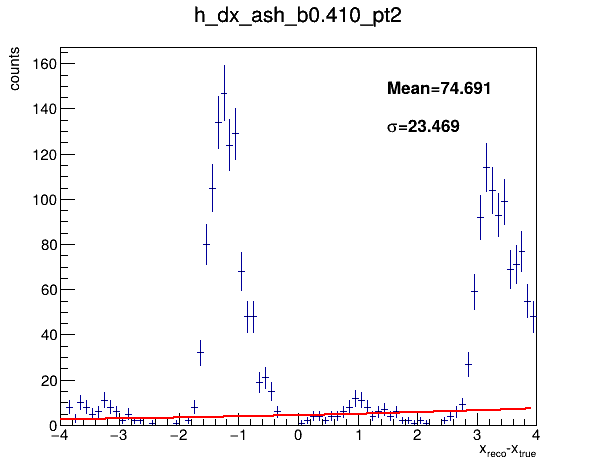 h_dx_ash_b0.410_pt2
counts
160
140
120
100
80
60
40
20
0
Mean=74.691
σ=23.469
−4 −3 −2 −1 0 1 2 3 4
x_reco-x_true